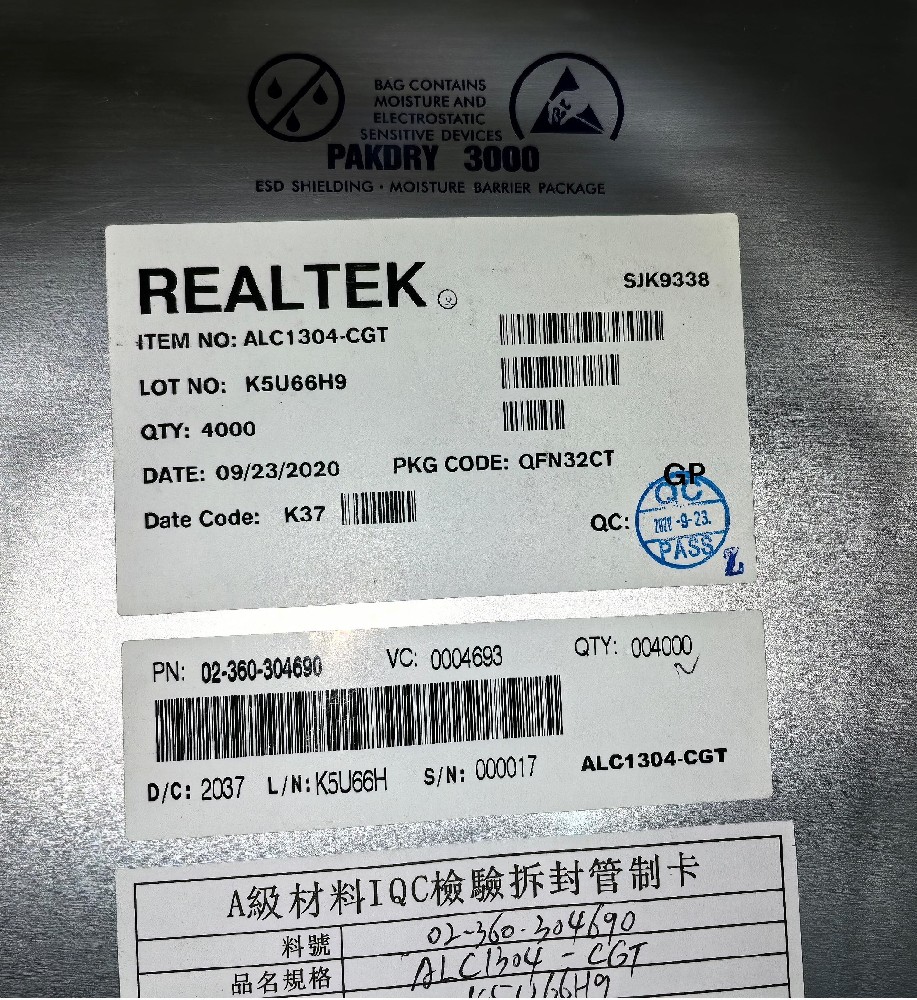 BAG CONTAINS
MOISTURE AND
ELECTROSTATIC
SENSITIVE DEVICES
PAKDRY 3000
ESD SHIELDING · MOISTURE BARRIER PACKAGE
REALTEK
SJK9338
ITEM NO: ALC1304-CGT
LOT NO: K5U66H9
QTY: 4000
DATE: 09/23/2020 PKG CODE: QFN32CT
GP
Date Code: K37
QC:
QC
2020-9-23.
PASS
PN: 02-360-304690 VC: 0004693 QTY: 004000
D/C: 2037 L/N: K5U66H S/N: 000017 ALC1304-CGT
A級材料IQC檢驗拆封管制卡
料號 02-360-304690
品名規格 ALC1304-CGT
K5U66H9